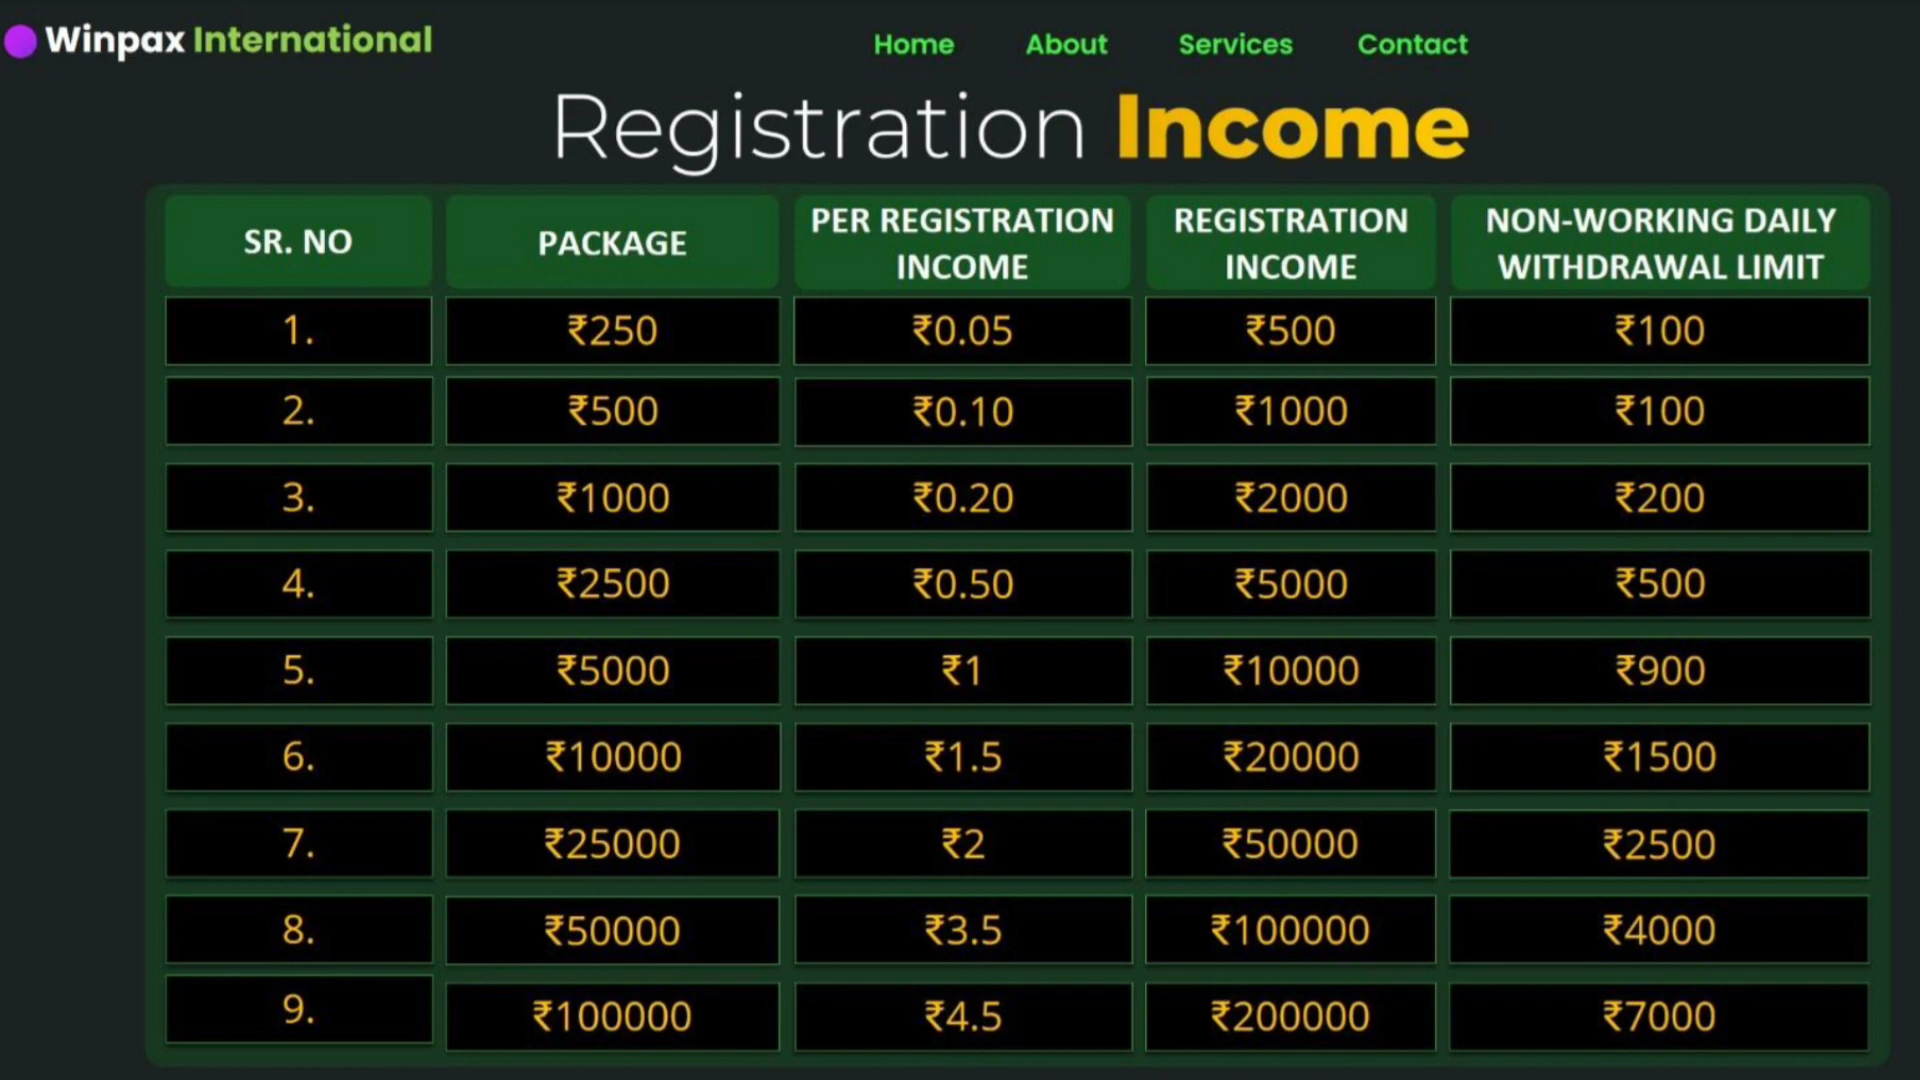 Winpax International
Home About Services Contact
Registration Income
SR. NO PACKAGE PER REGISTRATION INCOME REGISTRATION INCOME NON-WORKING DAILY WITHDRAWAL LIMIT
1. ₹250 ₹0.05 ₹500 ₹100
2. ₹500 ₹0.10 ₹1000 ₹100
3. ₹1000 ₹0.20 ₹2000 ₹200
4. ₹2500 ₹0.50 ₹5000 ₹500
5. ₹5000 ₹1 ₹10000 ₹900
6. ₹10000 ₹1.5 ₹20000 ₹1500
7. ₹25000 ₹2 ₹50000 ₹2500
8. ₹50000 ₹3.5 ₹100000 ₹4000
9. ₹100000 ₹4.5 ₹200000 ₹7000